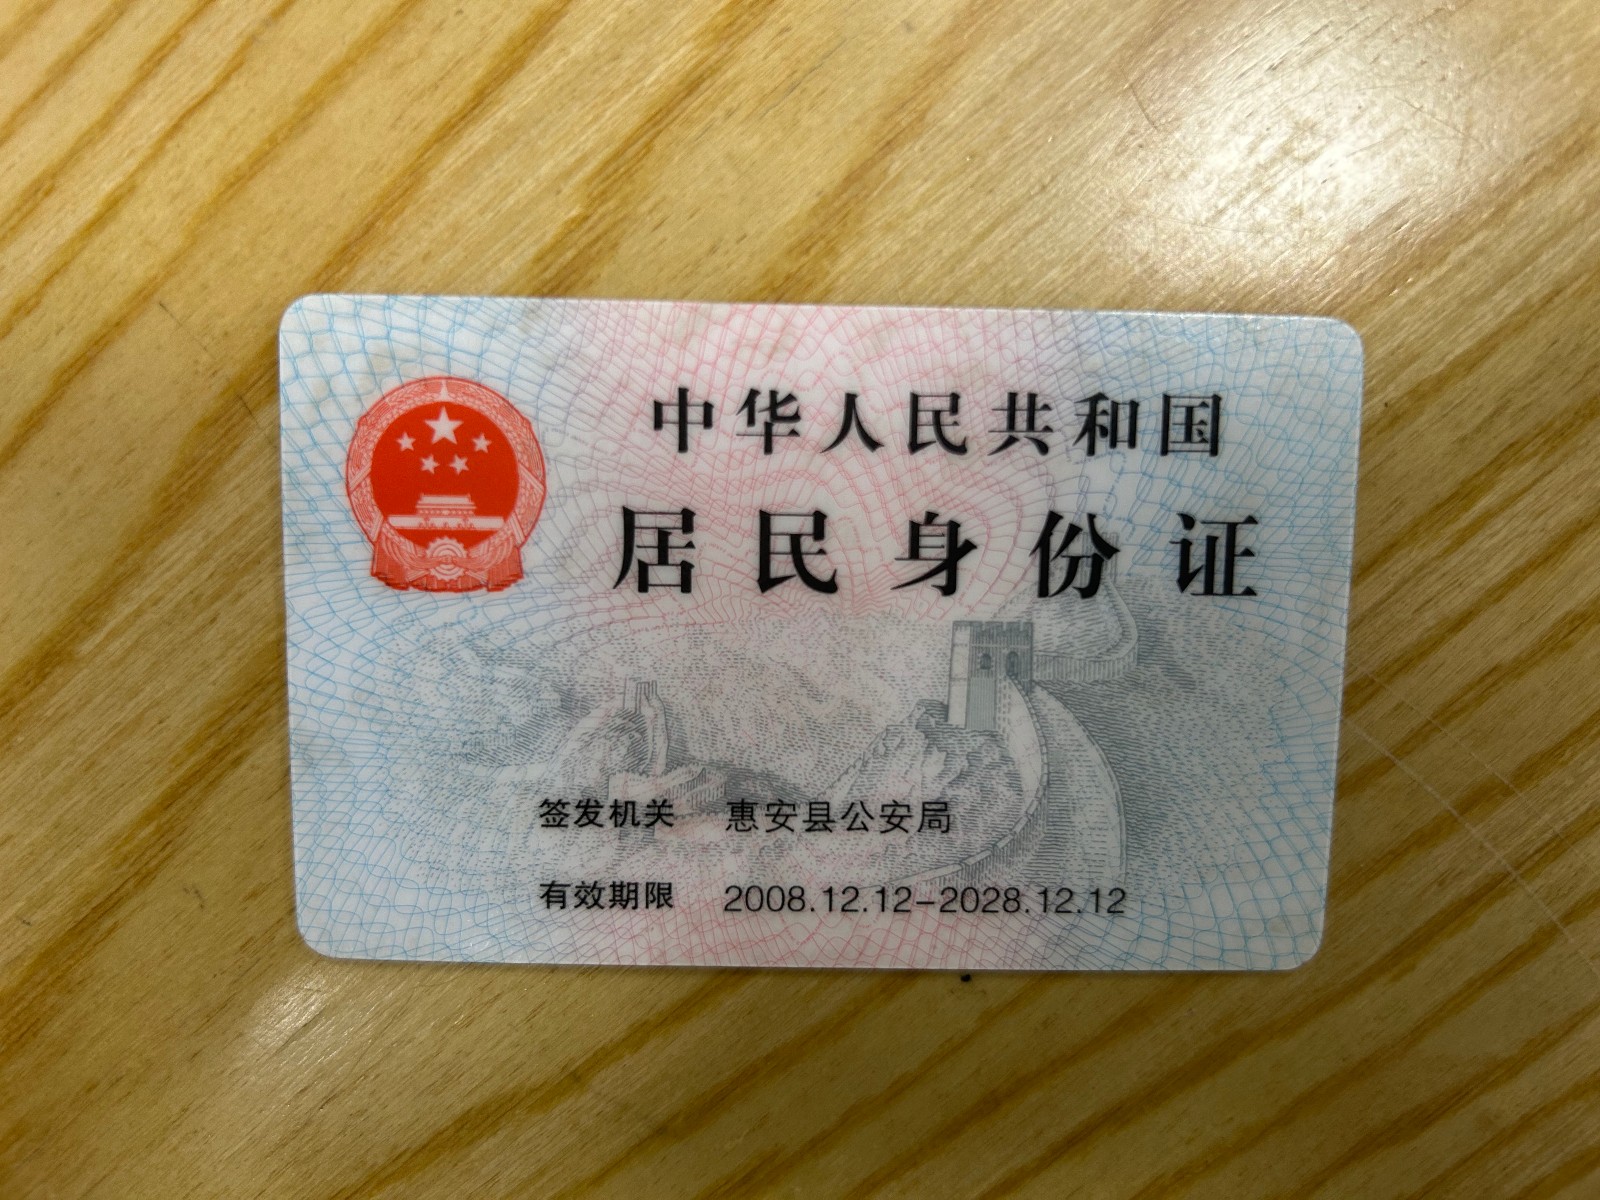 中华人民共和国
居民身份证
签发机关 惠安县公安局
有效期限 2008.12.12-2028.12.12